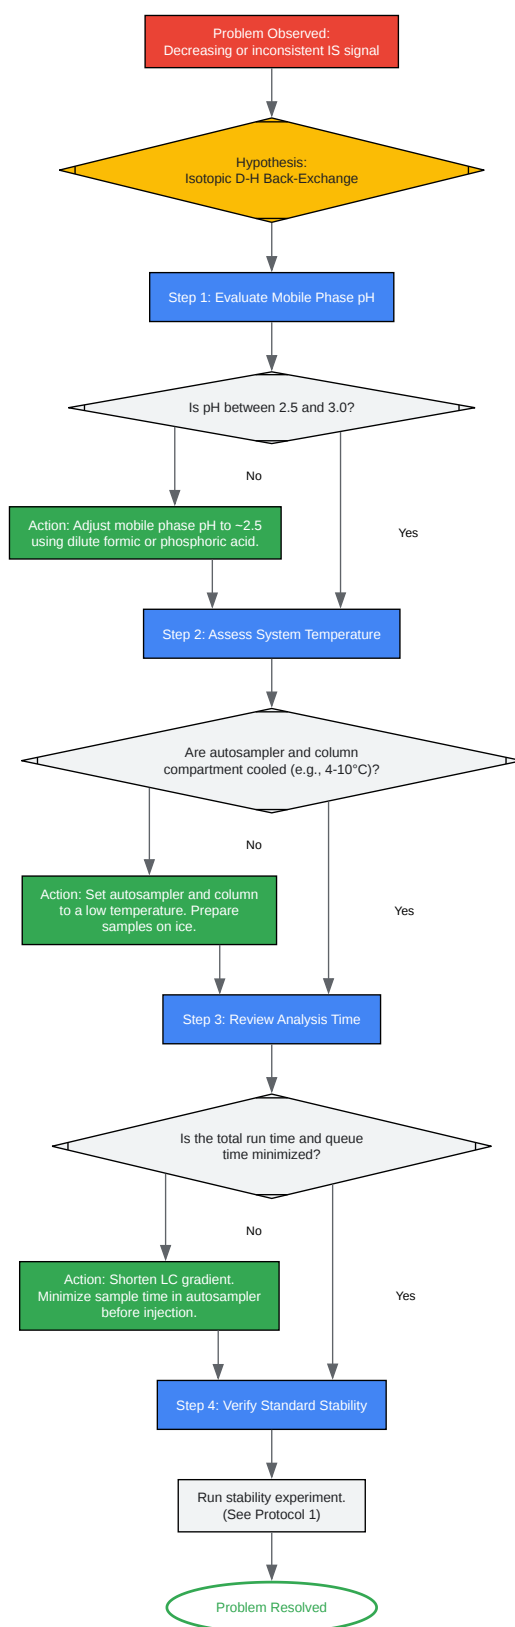 Problem Observed:
Decreasing or inconsistent IS signal
Hypothesis:
Isotopic D-H Back-Exchange
Step 1: Evaluate Mobile Phase pH
Is pH between 2.5 and 3.0?
No
Yes
Action: Adjust mobile phase pH to ~2.5
using dilute formic or phosphoric acid.
Step 2: Assess System Temperature
Are autosampler and column
compartment cooled (e.g., 4-10°C)?
No
Yes
Action: Set autosampler and column
to a low temperature. Prepare
samples on ice.
Step 3: Review Analysis Time
Is the total run time and queue
time minimized?
No
Yes
Action: Shorten LC gradient.
Minimize sample time in autosampler
before injection.
Step 4: Verify Standard Stability
Run stability experiment.
(See Protocol 1)
Problem Resolved